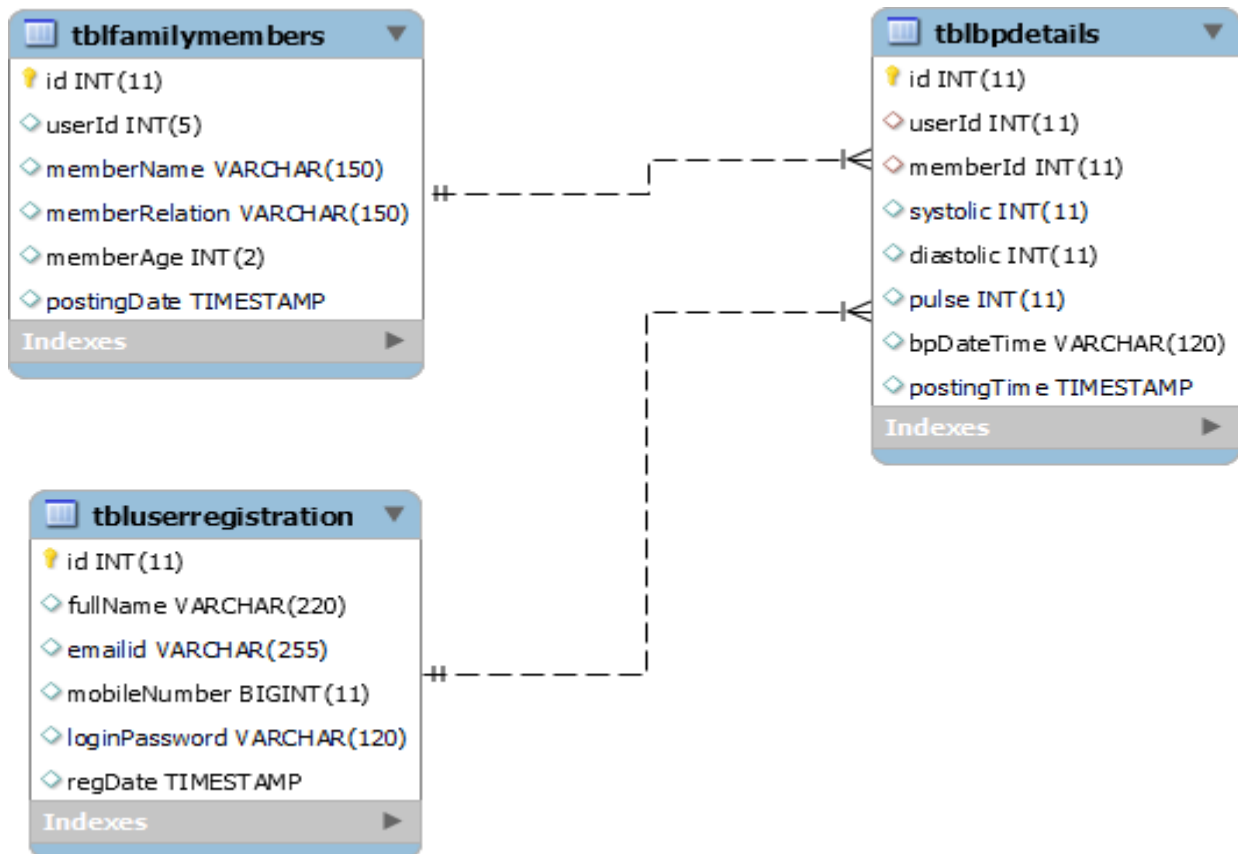 tblfamilymembers
id INT(11)
userId INT(5)
memberName VARCHAR(150)
memberRelation VARCHAR(150)
memberAge INT(2)
postingDate TIMESTAMP
Indexes
tblbpdetails
id INT(11)
userId INT(11)
memberId INT(11)
systolic INT(11)
diastolic INT(11)
pulse INT(11)
bpDateTime VARCHAR(120)
postingTime TIMESTAMP
Indexes
tbluserregistration
id INT(11)
fullName VARCHAR(220)
emailid VARCHAR(255)
mobileNumber BIGINT(11)
loginPassword VARCHAR(120)
regDate TIMESTAMP
Indexes